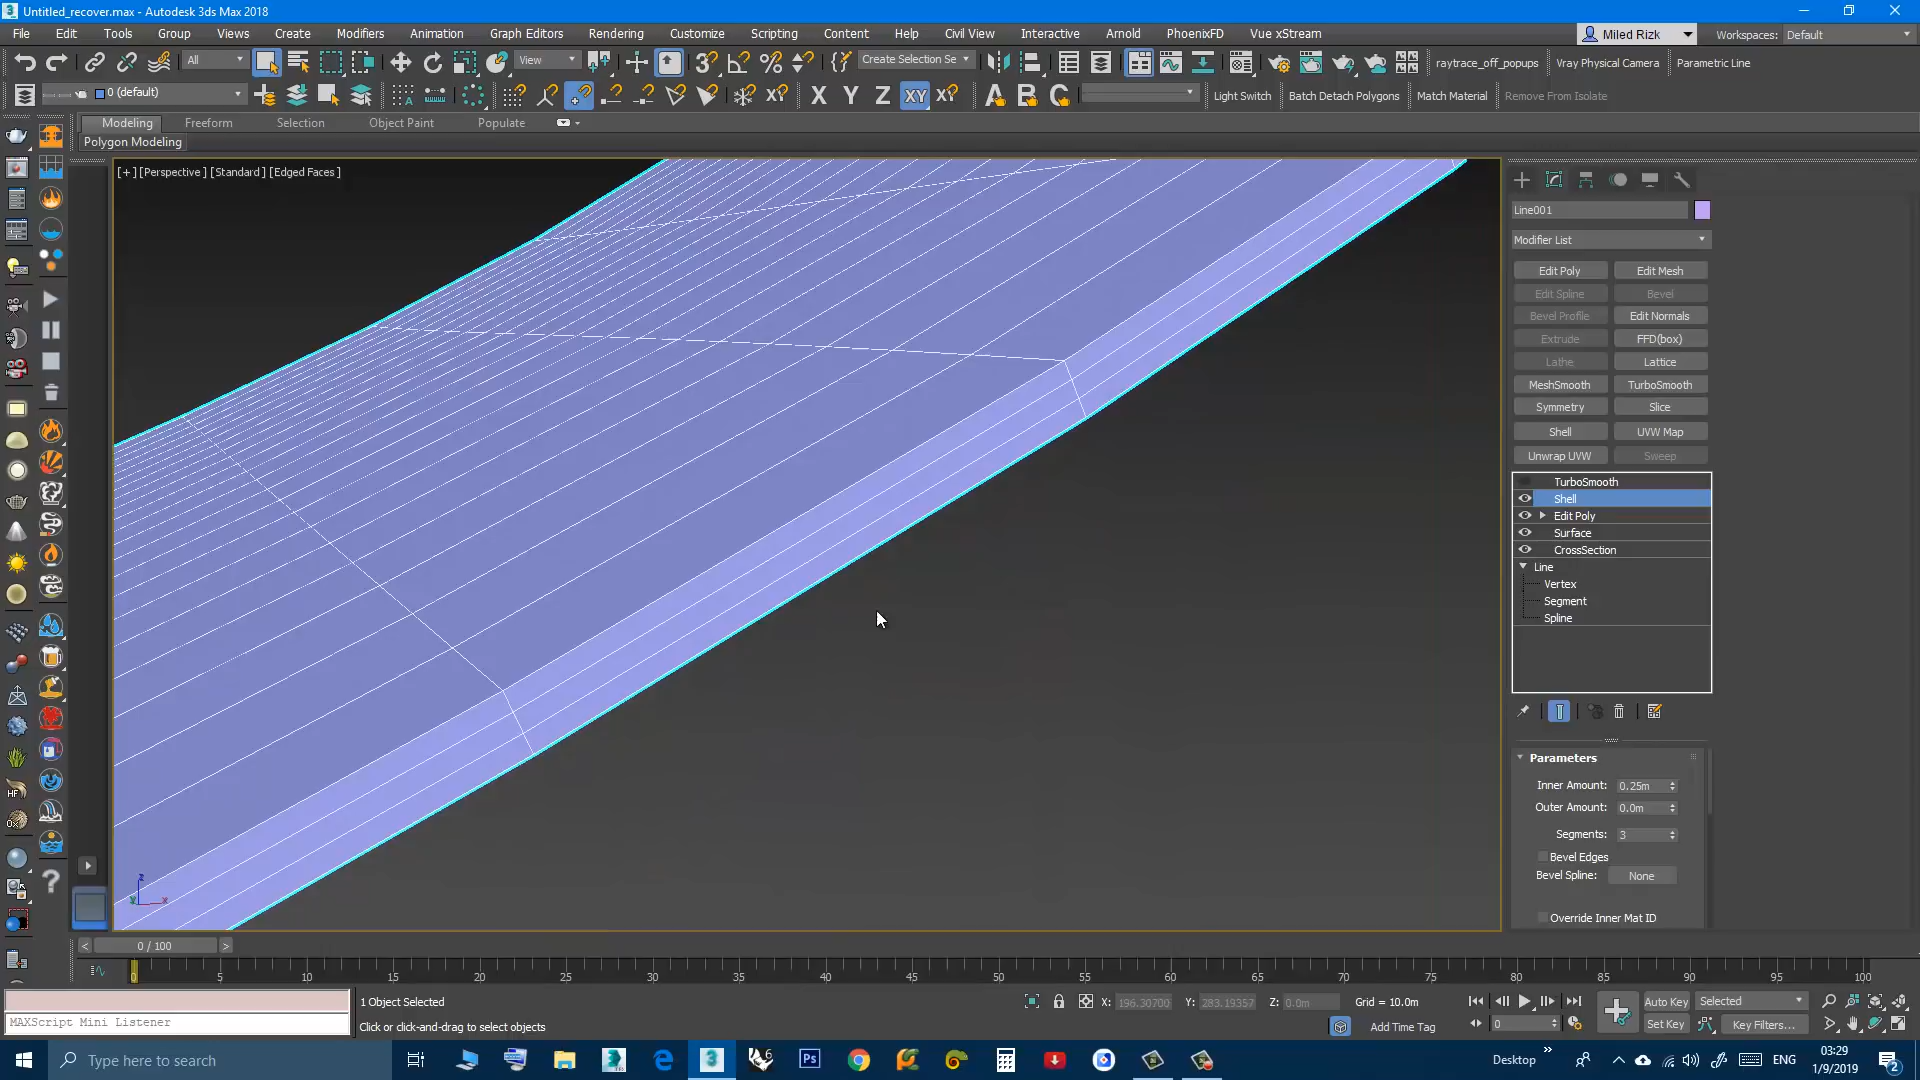 Untitled_recover.max - Autodesk 3ds Max 2018
File Edit Tools Group Views Create Modifiers Animation Graph Editors Rendering Customize Scripting Content Help Civil View Interactive Arnold PhoenixFD Vue xStream Miled Rizk Workspaces: Default
All View Create Selection Se raytrace_off_popups Vray Physical Camera Parametric Line
0 (default) X Y Z XY XY A B C Light Switch Batch Detach Polygons Match Material Remove From Isolate
Modeling Freeform Selection Object Paint Populate
Polygon Modeling
[+] [Perspective] [Standard] [Edged Faces]
Line001
Modifier List
Edit Poly Edit Mesh
Edit Spline Bevel
Bevel Profile Edit Normals
Extrude FFD(box)
Lathe Lattice
MeshSmooth TurboSmooth
Symmetry Slice
Shell UVW Map
Unwrap UVW Sweep
TurboSmooth
Shell
Edit Poly
Surface
CrossSection
Line
Vertex
Segment
Spline
Parameters
Inner Amount: 0.25m
Outer Amount: 0.0m
Segments: 3
Bevel Edges
Bevel Spline: None
Override Inner Mat ID
z
y x
0 / 100
0 5 10 15 20 25 30 35 40 45 50 55 60 65 70 75 80 85 90 95 100
1 Object Selected X: 196.30700 Y: 283.19357 Z: 0.0m Grid = 10.0m Auto Key Selected
MAXScript Mini Listener Click or click-and-drag to select objects Add Time Tag 0 Set Key Key Filters...
Type here to search Desktop ENG 03:29
1/9/2019